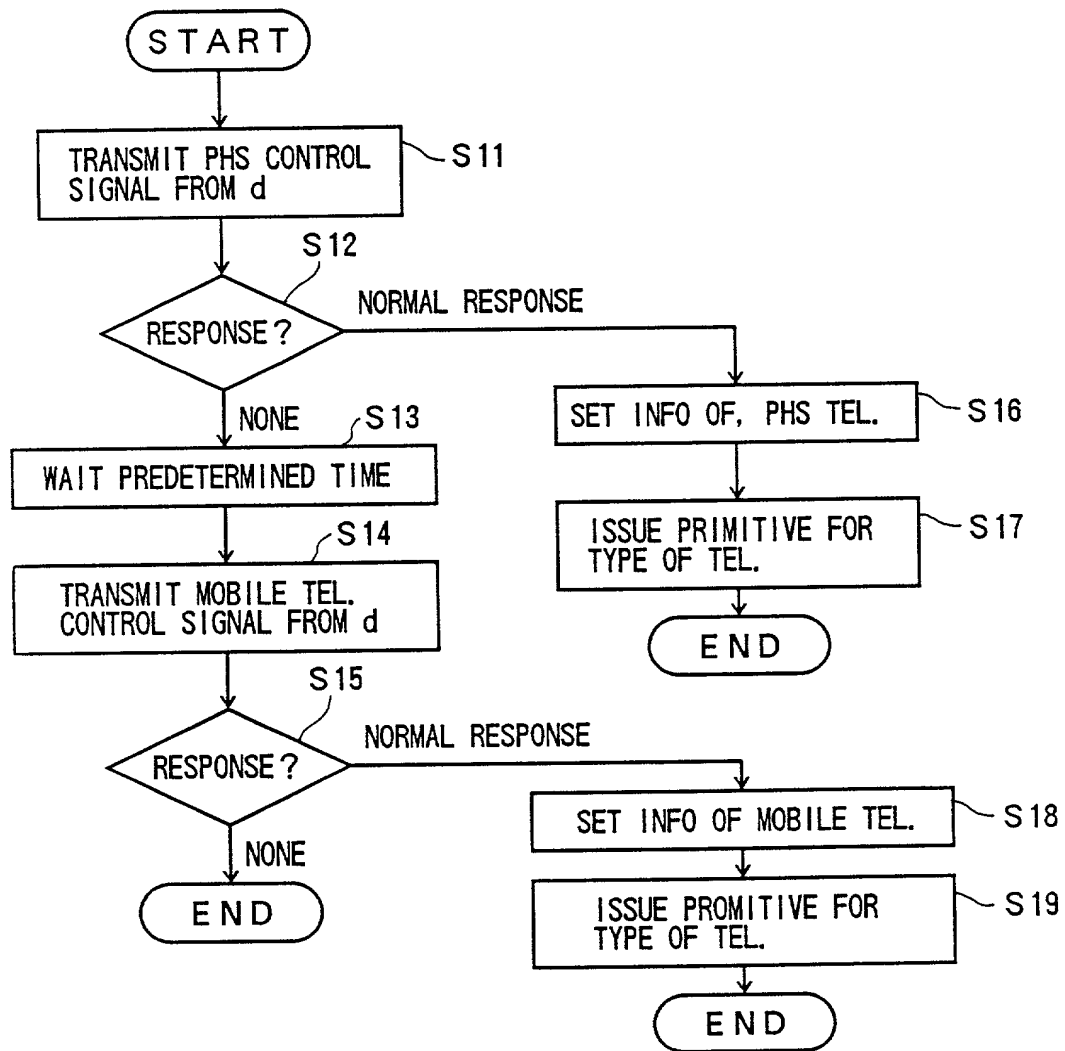 START
TRANSMIT PHS CONTROL
SIGNAL FROM d
S11
S12
RESPONSE?
NORMAL RESPONSE
NONE
S13
WAIT PREDETERMINED TIME
SET INFO OF, PHS TEL.
S16
S14
TRANSMIT MOBILE TEL.
CONTROL SIGNAL FROM d
ISSUE PRIMITIVE FOR
TYPE OF TEL.
S17
END
S15
RESPONSE?
NORMAL RESPONSE
NONE
END
SET INFO OF MOBILE TEL.
S18
ISSUE PROMITIVE FOR
TYPE OF TEL.
S19
END